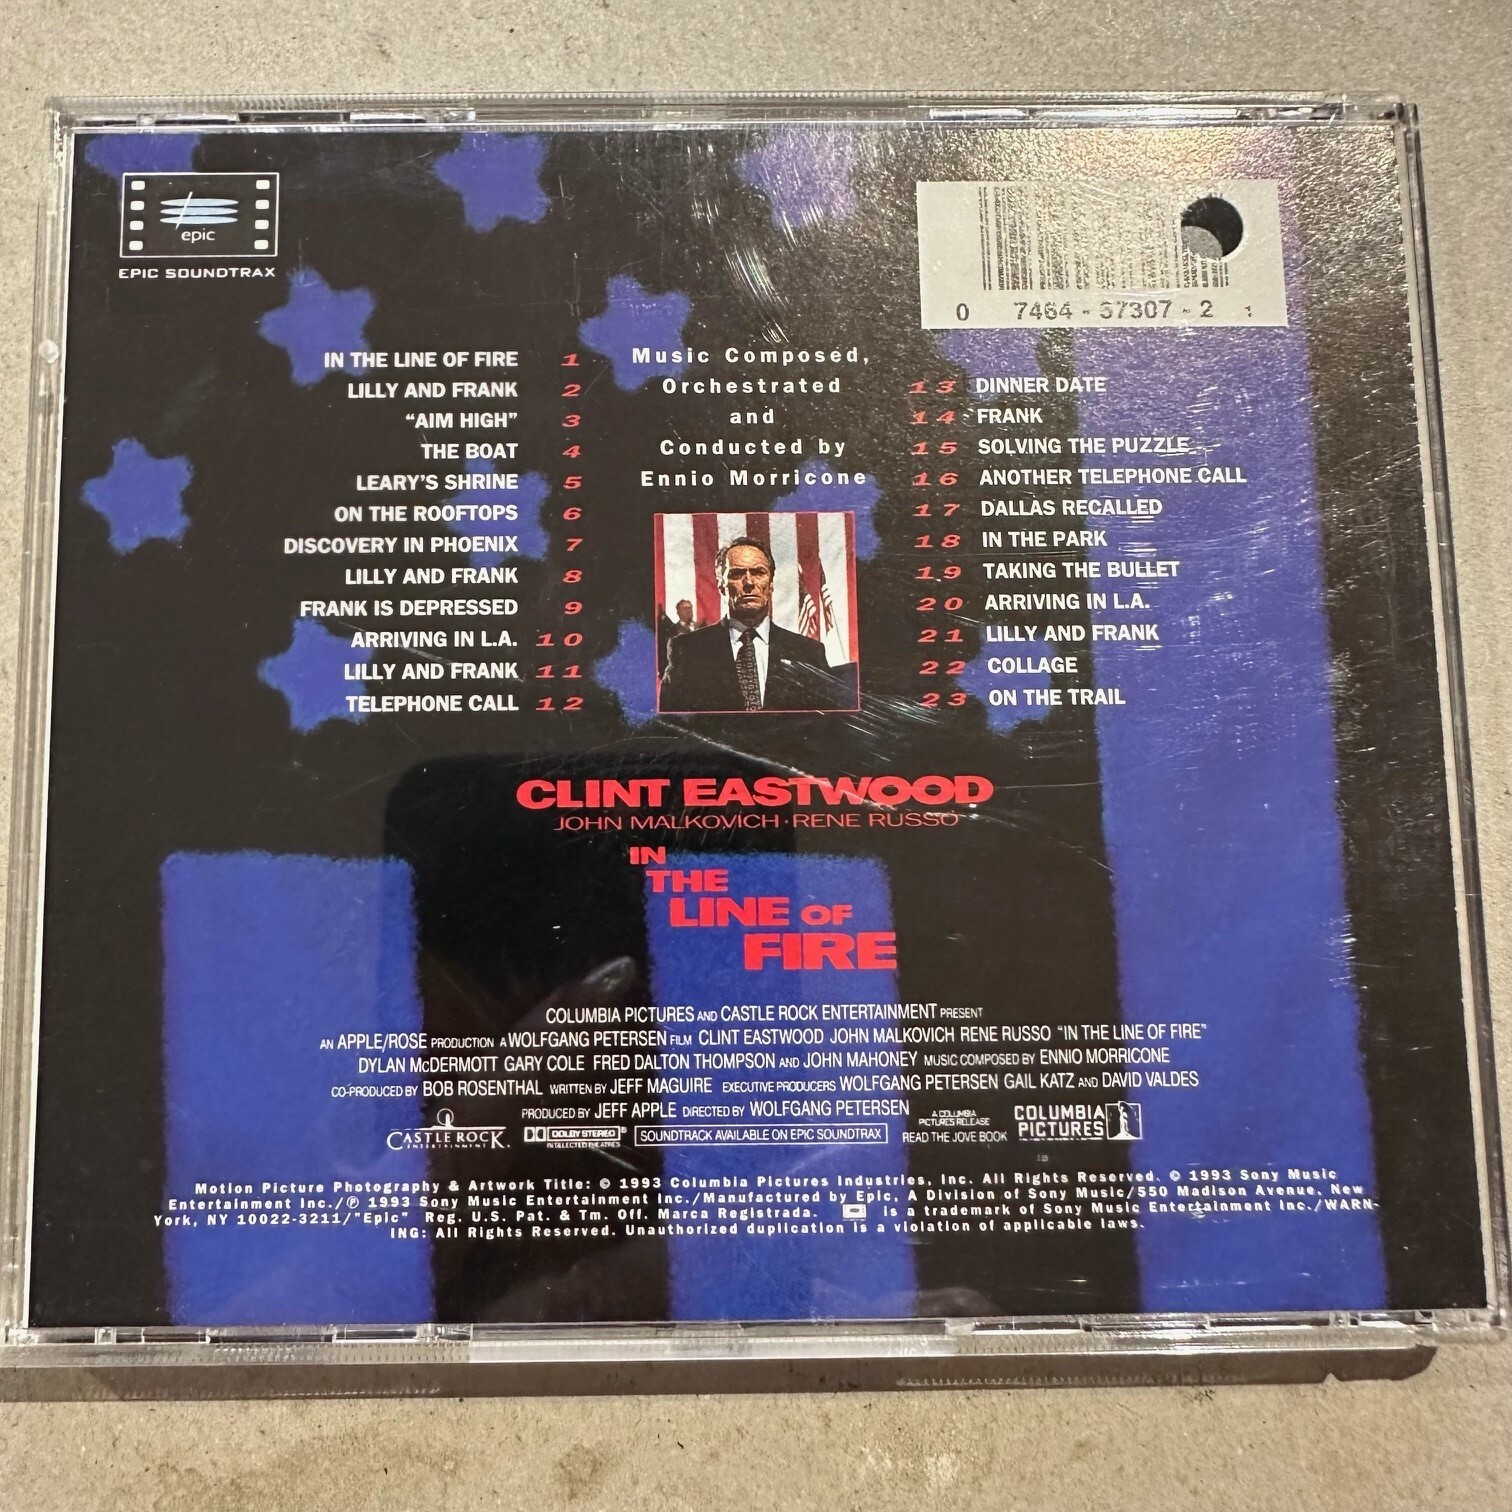 epic
EPIC SOUNDTRAX
0 7464-57307-2
IN THE LINE OF FIRE 1
LILLY AND FRANK 2
“AIM HIGH” 3
THE BOAT 4
LEARY’S SHRINE 5
ON THE ROOFTOPS 6
DISCOVERY IN PHOENIX 7
LILLY AND FRANK 8
FRANK IS DEPRESSED 9
ARRIVING IN L.A. 10
LILLY AND FRANK 11
TELEPHONE CALL 12
Music Composed,
Orchestrated
and
Conducted by
Ennio Morricone
13 DINNER DATE
14 FRANK
15 SOLVING THE PUZZLE
16 ANOTHER TELEPHONE CALL
17 DALLAS RECALLED
18 IN THE PARK
19 TAKING THE BULLET
20 ARRIVING IN L.A.
21 LILLY AND FRANK
22 COLLAGE
23 ON THE TRAIL
CLINT EASTWOOD
JOHN MALKOVICH · RENE RUSSO
IN
THE
LINE OF
FIRE
COLUMBIA PICTURES AND CASTLE ROCK ENTERTAINMENT PRESENT
AN APPLE/ROSE PRODUCTION A WOLFGANG PETERSEN FILM CLINT EASTWOOD JOHN MALKOVICH RENE RUSSO “IN THE LINE OF FIRE”
DYLAN McDERMOTT GARY COLE FRED DALTON THOMPSON AND JOHN MAHONEY MUSIC COMPOSED BY ENNIO MORRICONE
CO-PRODUCED BY BOB ROSENTHAL WRITTEN BY JEFF MAGUIRE EXECUTIVE PRODUCERS WOLFGANG PETERSEN GAIL KATZ AND DAVID VALDES
PRODUCED BY JEFF APPLE DIRECTED BY WOLFGANG PETERSEN
CASTLE ROCK
ENTERTAINMENT
DOLBY STEREO®
IN SELECTED THEATRES
SOUNDTRACK AVAILABLE ON EPIC SOUNDTRAX
A COLUMBIA
PICTURES RELEASE
READ THE JOVE BOOK
COLUMBIA
PICTURES
Motion Picture Photography & Artwork Title: © 1993 Columbia Pictures Industries, Inc. All Rights Reserved. © 1993 Sony Music
Entertainment Inc./℗ 1993 Sony Music Entertainment Inc./Manufactured by Epic, A Division of Sony Music/550 Madison Avenue, New
York, NY 10022-3211/"Epic" Reg. U.S. Pat. & Tm. Off. Marca Registrada. is a trademark of Sony Music Entertainment Inc./WARN-
ING: All Rights Reserved. Unauthorized duplication is a violation of applicable laws.